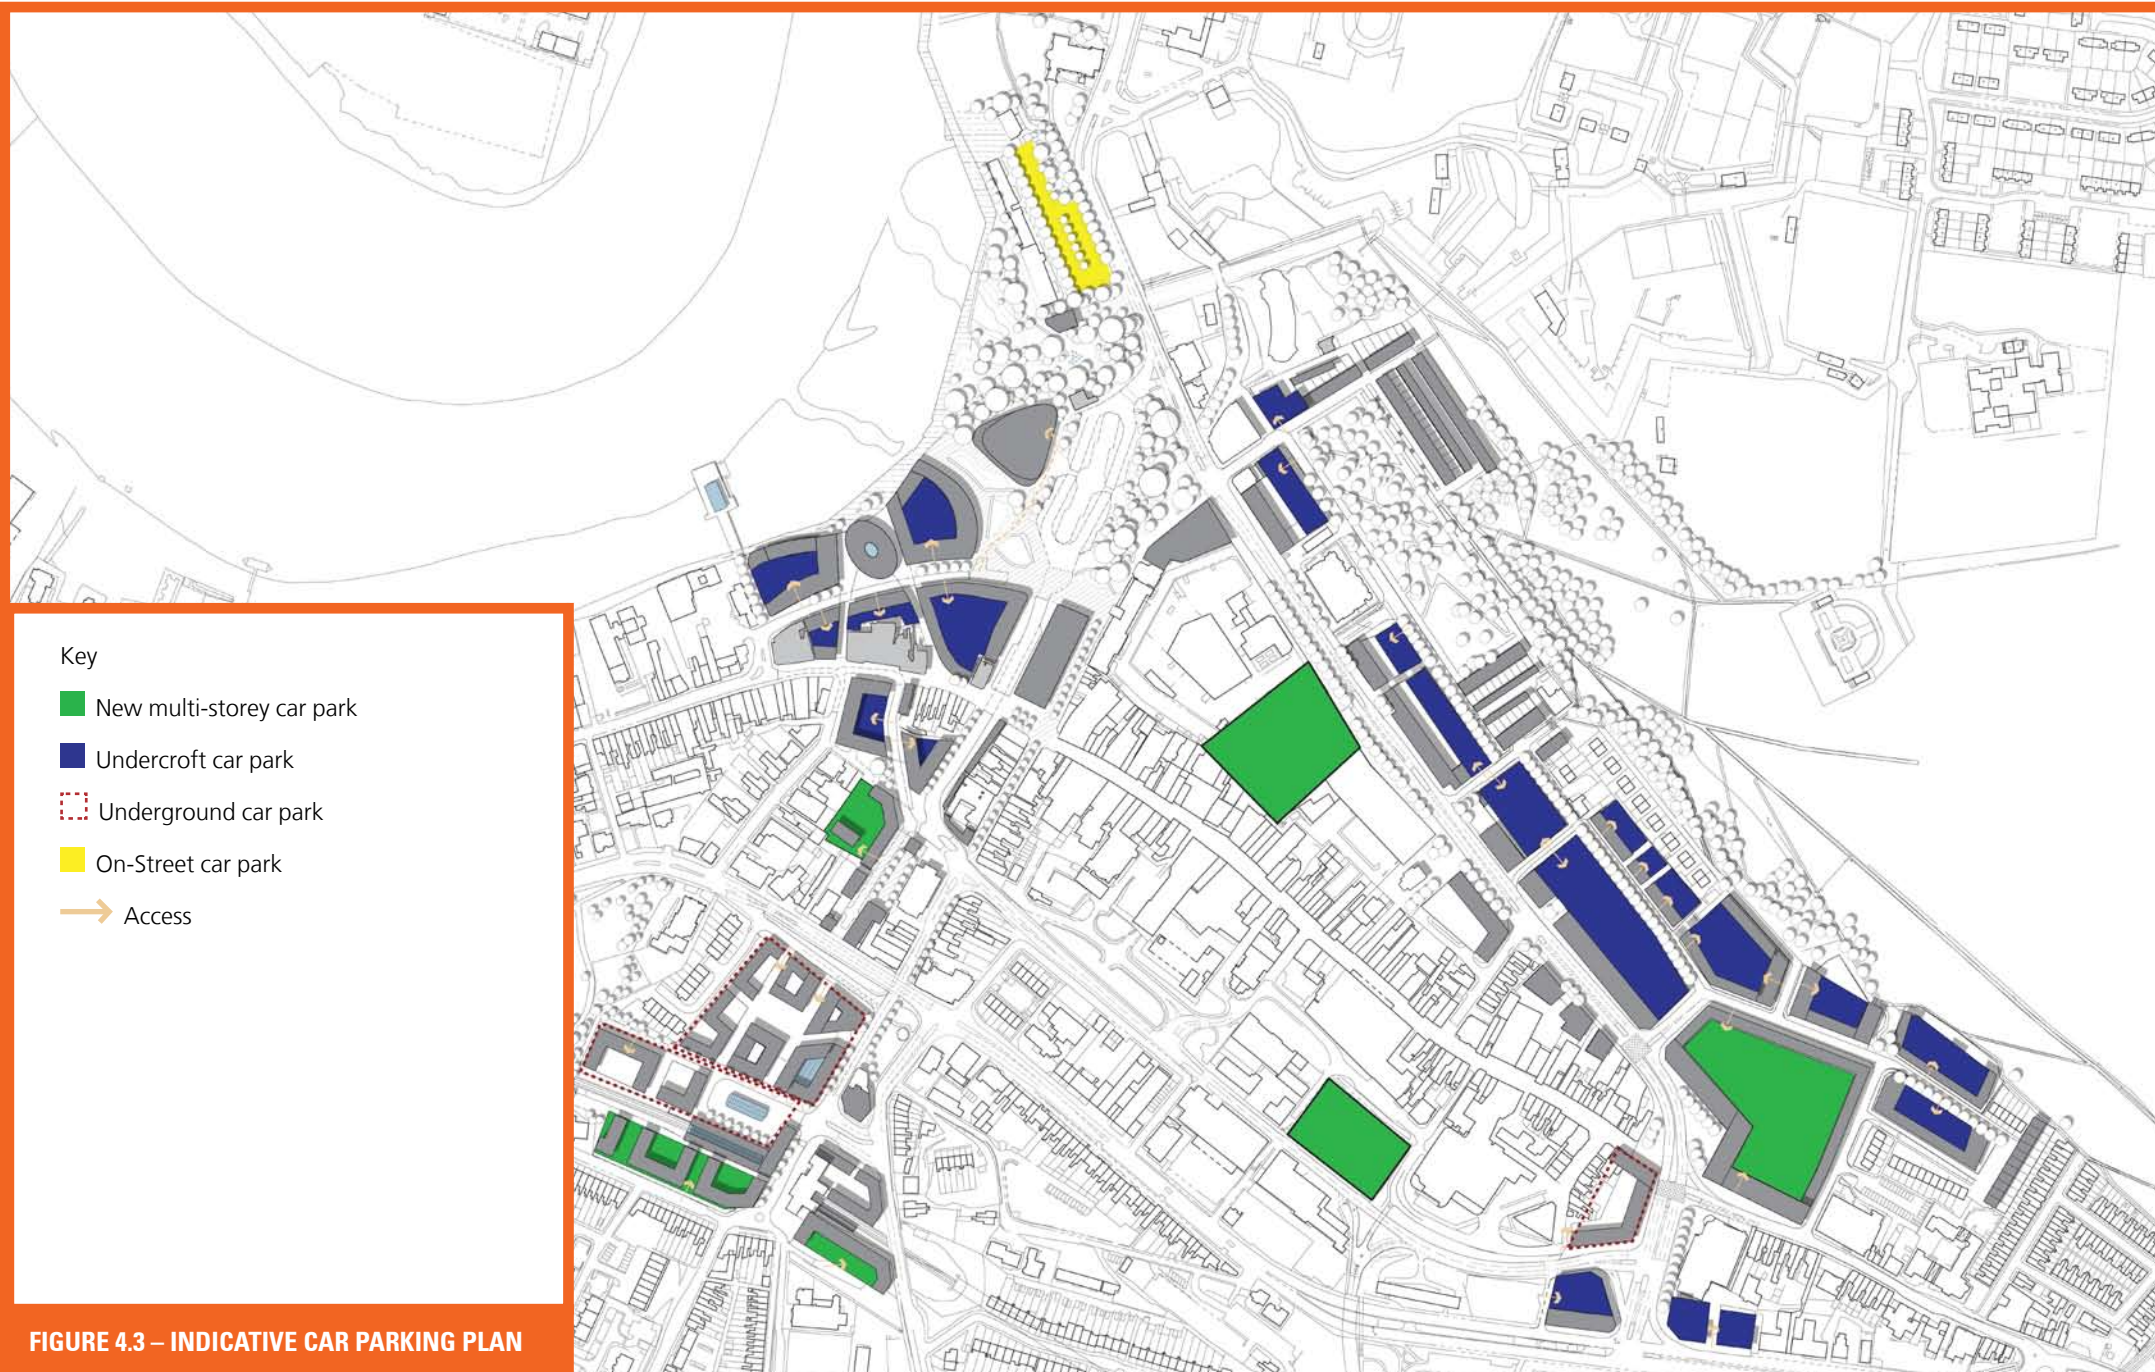 Key
New multi-storey car park
Undercroft car park
Underground car park
On-Street car park
Access
FIGURE 4.3 – INDICATIVE CAR PARKING PLAN